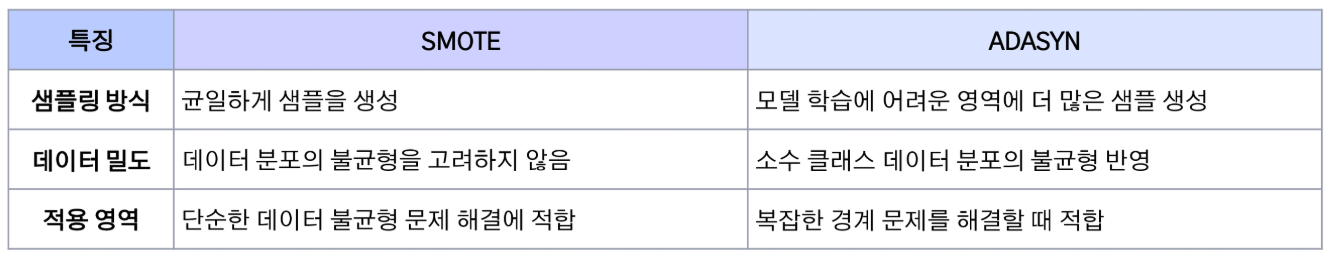 특징 SMOTE ADASYN
샘플링 방식 균일하게 샘플을 생성 모델 학습에 어려운 영역에 더 많은 샘플 생성
데이터 밀도 데이터 분포의 불균형을 고려하지 않음 소수 클래스 데이터 분포의 불균형 반영
적용 영역 단순한 데이터 불균형 문제 해결에 적합 복잡한 경계 문제를 해결할 때 적합